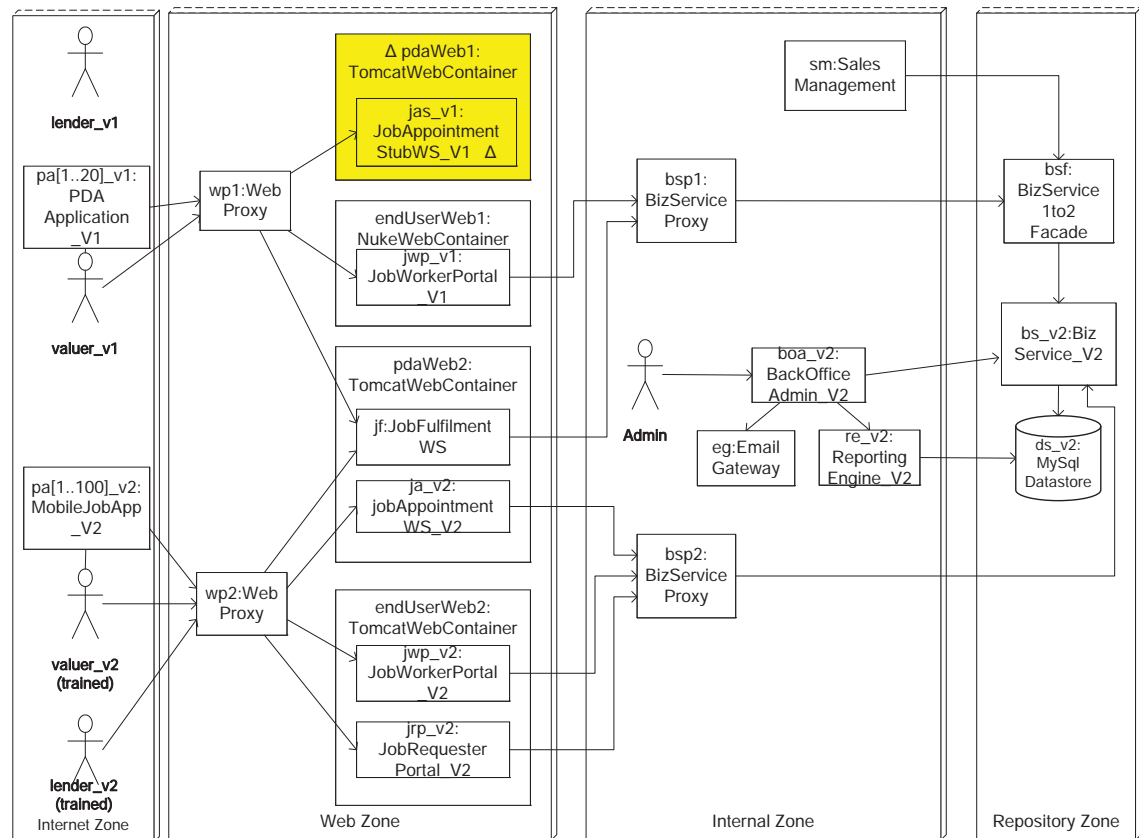 lender_v1
pa[1..20]_v1:
PDA
Application
_V1
valuer_v1
pa[1..100]_v2:
MobileJobApp
_V2
valuer_v2
(trained)
lender_v2
(trained)
Internet Zone
wp1:Web
Proxy
wp2:Web
Proxy
Δ pdaWeb1:
TomcatWebContainer
jas_v1:
JobAppointment
StubWS_V1 Δ
endUserWeb1:
NukeWebContainer
jwp_v1:
JobWorkerPortal
_V1
pdaWeb2:
TomcatWebContainer
jf:JobFulfilment
WS
ja_v2:
jobAppointment
WS_V2
endUserWeb2:
TomcatWebContainer
jwp_v2:
JobWorkerPortal
_V2
jrp_v2:
JobRequester
Portal_V2
Web Zone
sm:Sales
Management
bsp1:
BizService
Proxy
Admin
boa_v2:
BackOffice
Admin_V2
eg:Email
Gateway
re_v2:
Reporting
Engine_V2
bsp2:
BizService
Proxy
Internal Zone
bsf:
BizService
1to2
Facade
bs_v2:Biz
Service_V2
ds_v2:
MySql
Datastore
Repository Zone